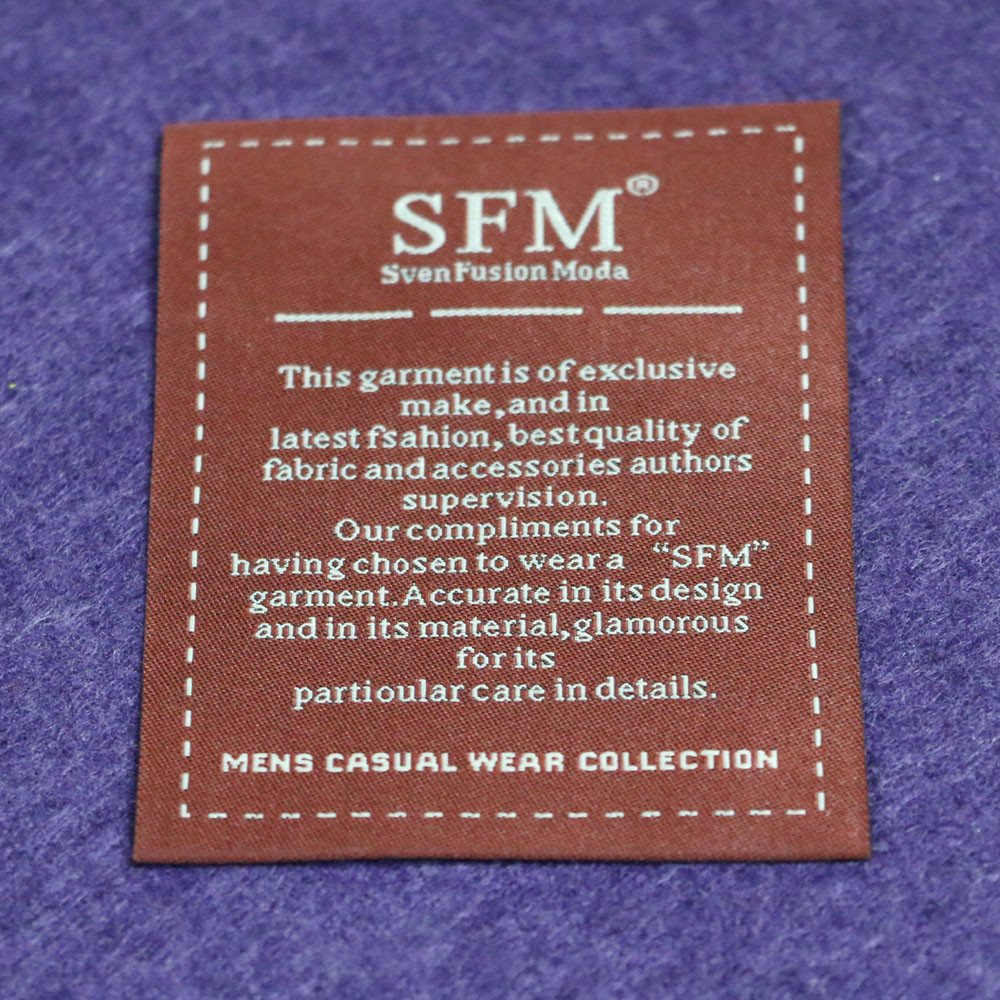 SFM®
Sven Fusion Moda
This garment is of exclusive
make,and in
latest fsahion, best quality of
fabric and accessories authors
supervision.
Our compliments for
having chosen to wear a “SFM”
garment.Accurate in its design
and in its material,glamorous
for its
partioular care in details.
MENS CASUAL WEAR COLLECTION